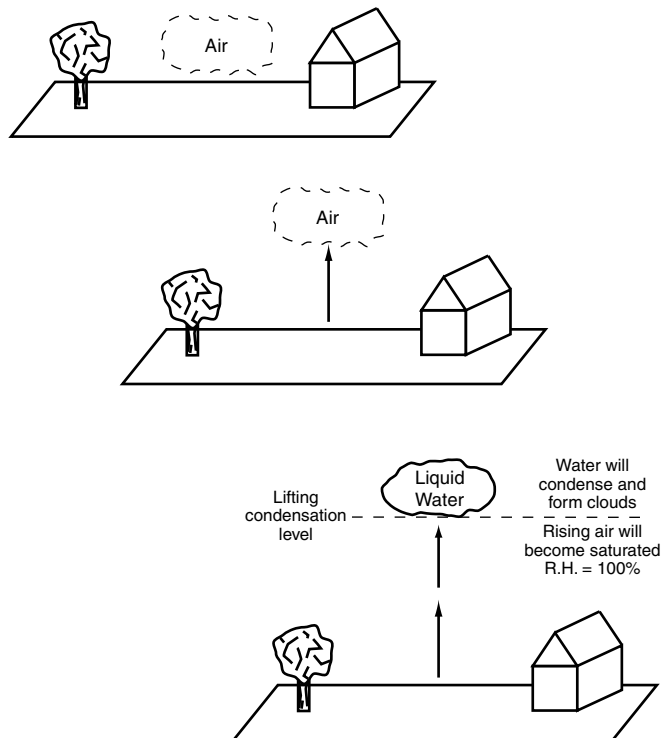 Air
Air
Liquid
Water
Water will
condense and
form clouds
Lifting
condensation
level
Rising air will
become saturated
R.H. = 100%